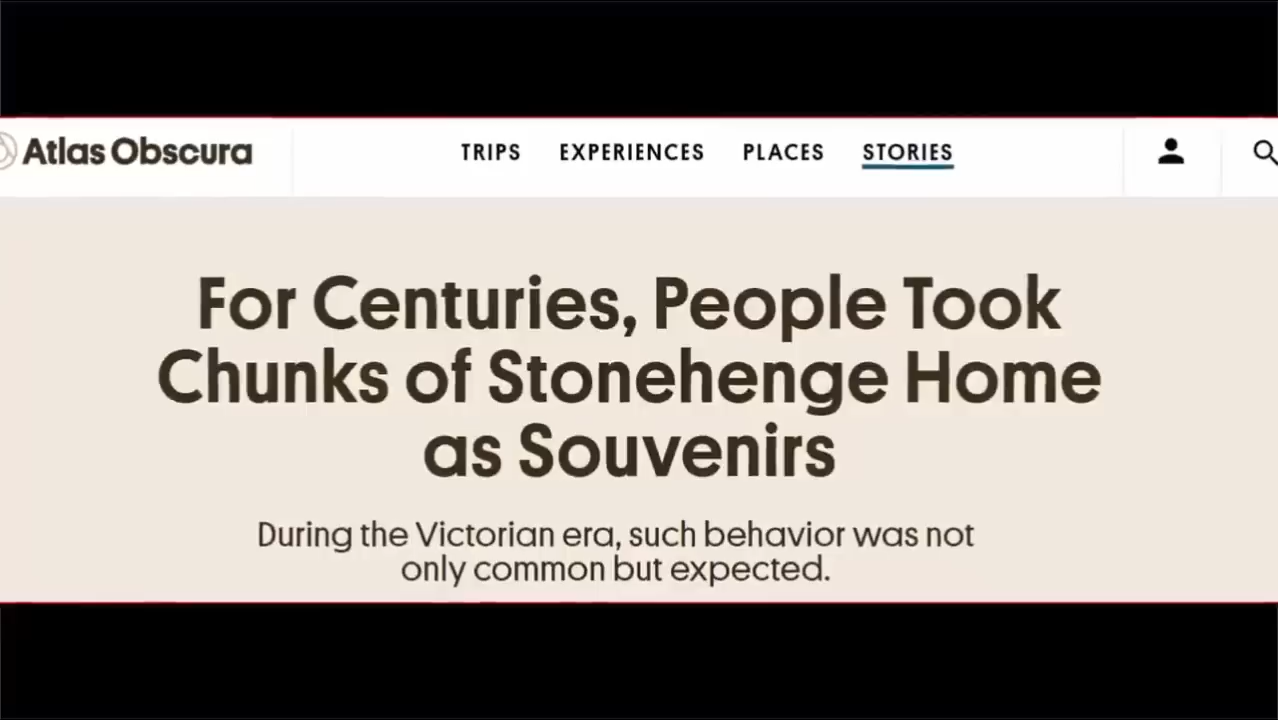 Atlas Obscura TRIPS EXPERIENCES PLACES STORIES
For Centuries, People Took
Chunks of Stonehenge Home
as Souvenirs
During the Victorian era, such behavior was not
only common but expected.